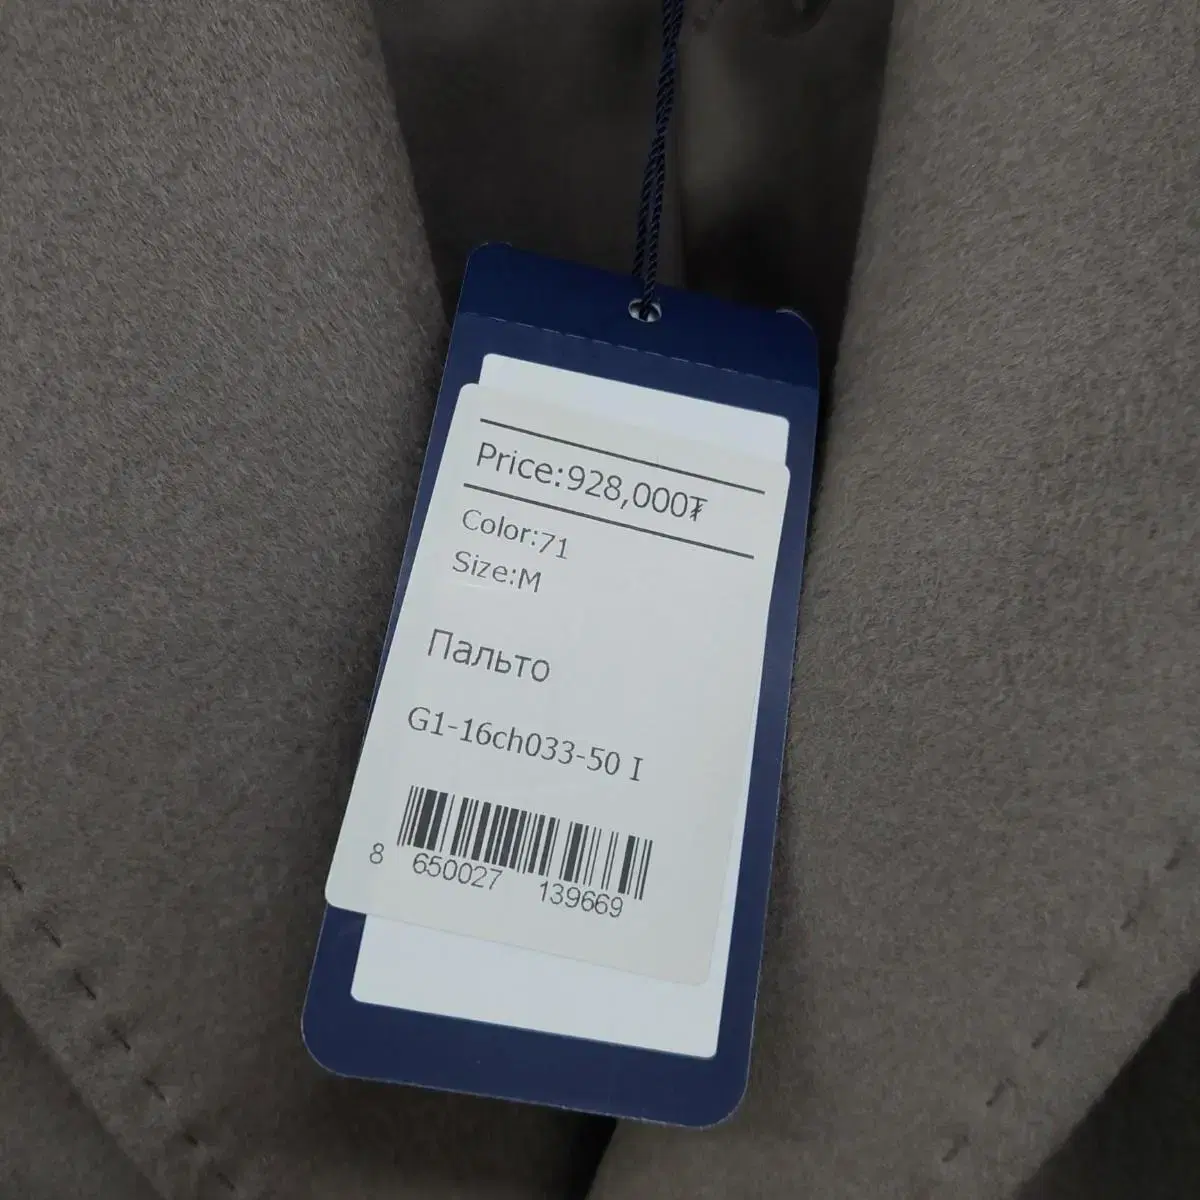 Price:928,000₮
Color:71
Size:M
Пальто
G1-16ch033-50 I
8 650027 139669